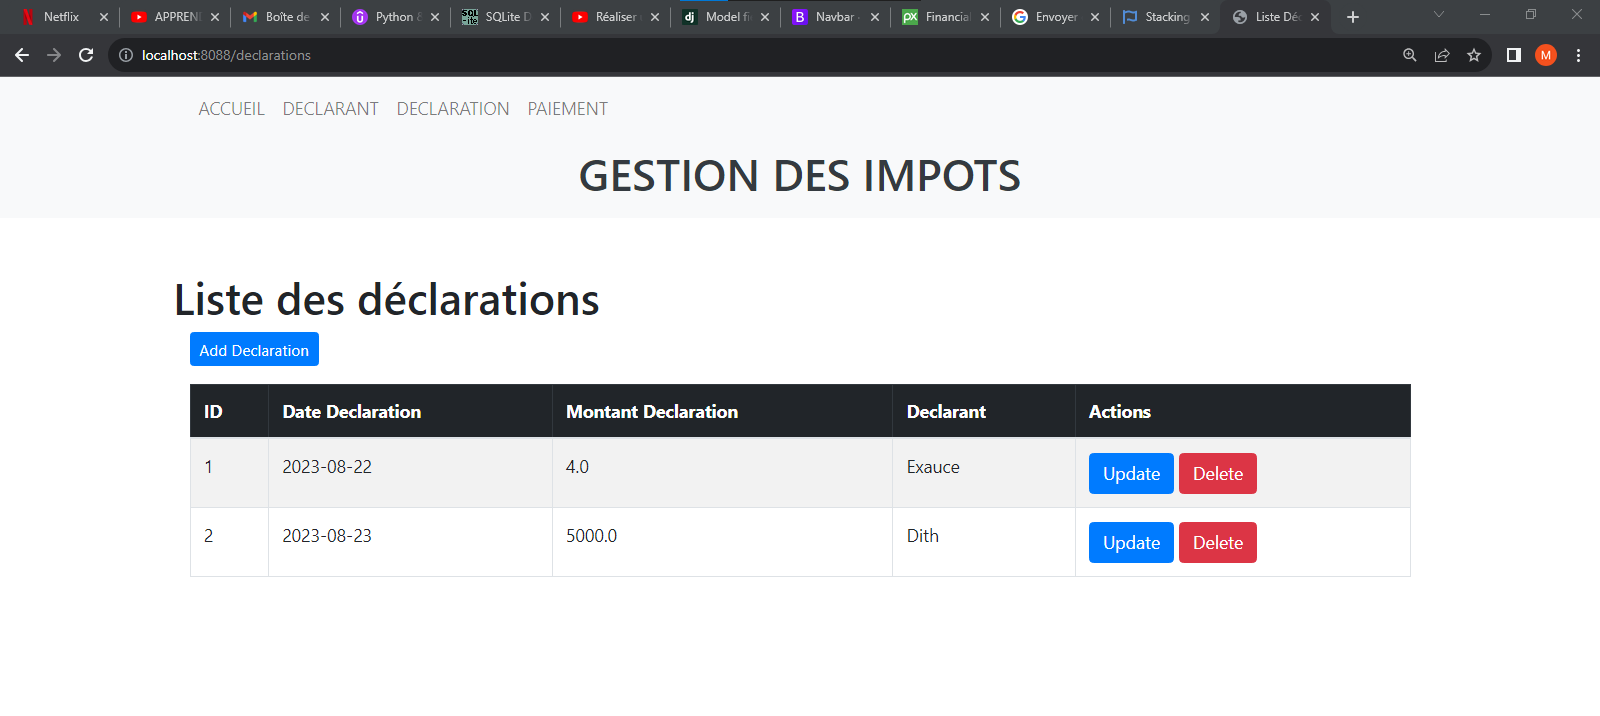 Netflix
APPREN
Boîte de
Python &
SQLite D
Réaliser
Model fi
Navbar
Financial
Envoyer
Stacking
Liste Déc
localhost:8088/declarations
M
ACCUEIL DECLARANT DECLARATION PAIEMENT
GESTION DES IMPOTS
Liste des déclarations
Add Declaration
ID Date Declaration Montant Declaration Declarant Actions
1 2023-08-22 4.0 Exauce Update Delete
2 2023-08-23 5000.0 Dith Update Delete